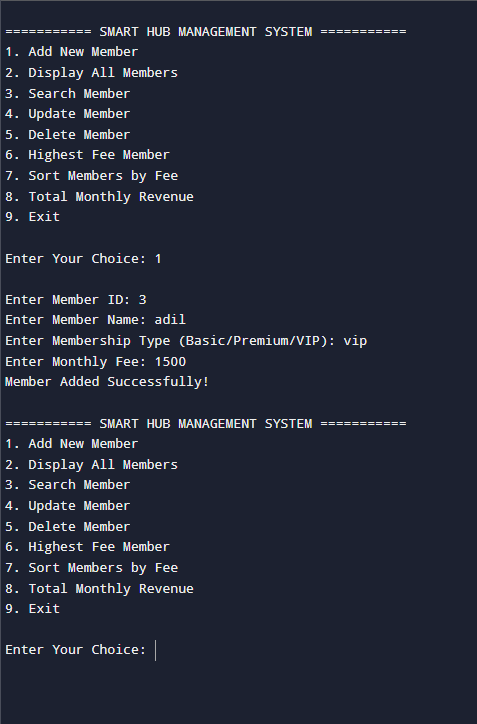 =========== SMART HUB MANAGEMENT SYSTEM ===========
1. Add New Member
2. Display All Members
3. Search Member
4. Update Member
5. Delete Member
6. Highest Fee Member
7. Sort Members by Fee
8. Total Monthly Revenue
9. Exit
Enter Your Choice: 1
Enter Member ID: 3
Enter Member Name: adil
Enter Membership Type (Basic/Premium/VIP): vip
Enter Monthly Fee: 1500
Member Added Successfully!
=========== SMART HUB MANAGEMENT SYSTEM ===========
1. Add New Member
2. Display All Members
3. Search Member
4. Update Member
5. Delete Member
6. Highest Fee Member
7. Sort Members by Fee
8. Total Monthly Revenue
9. Exit
Enter Your Choice: